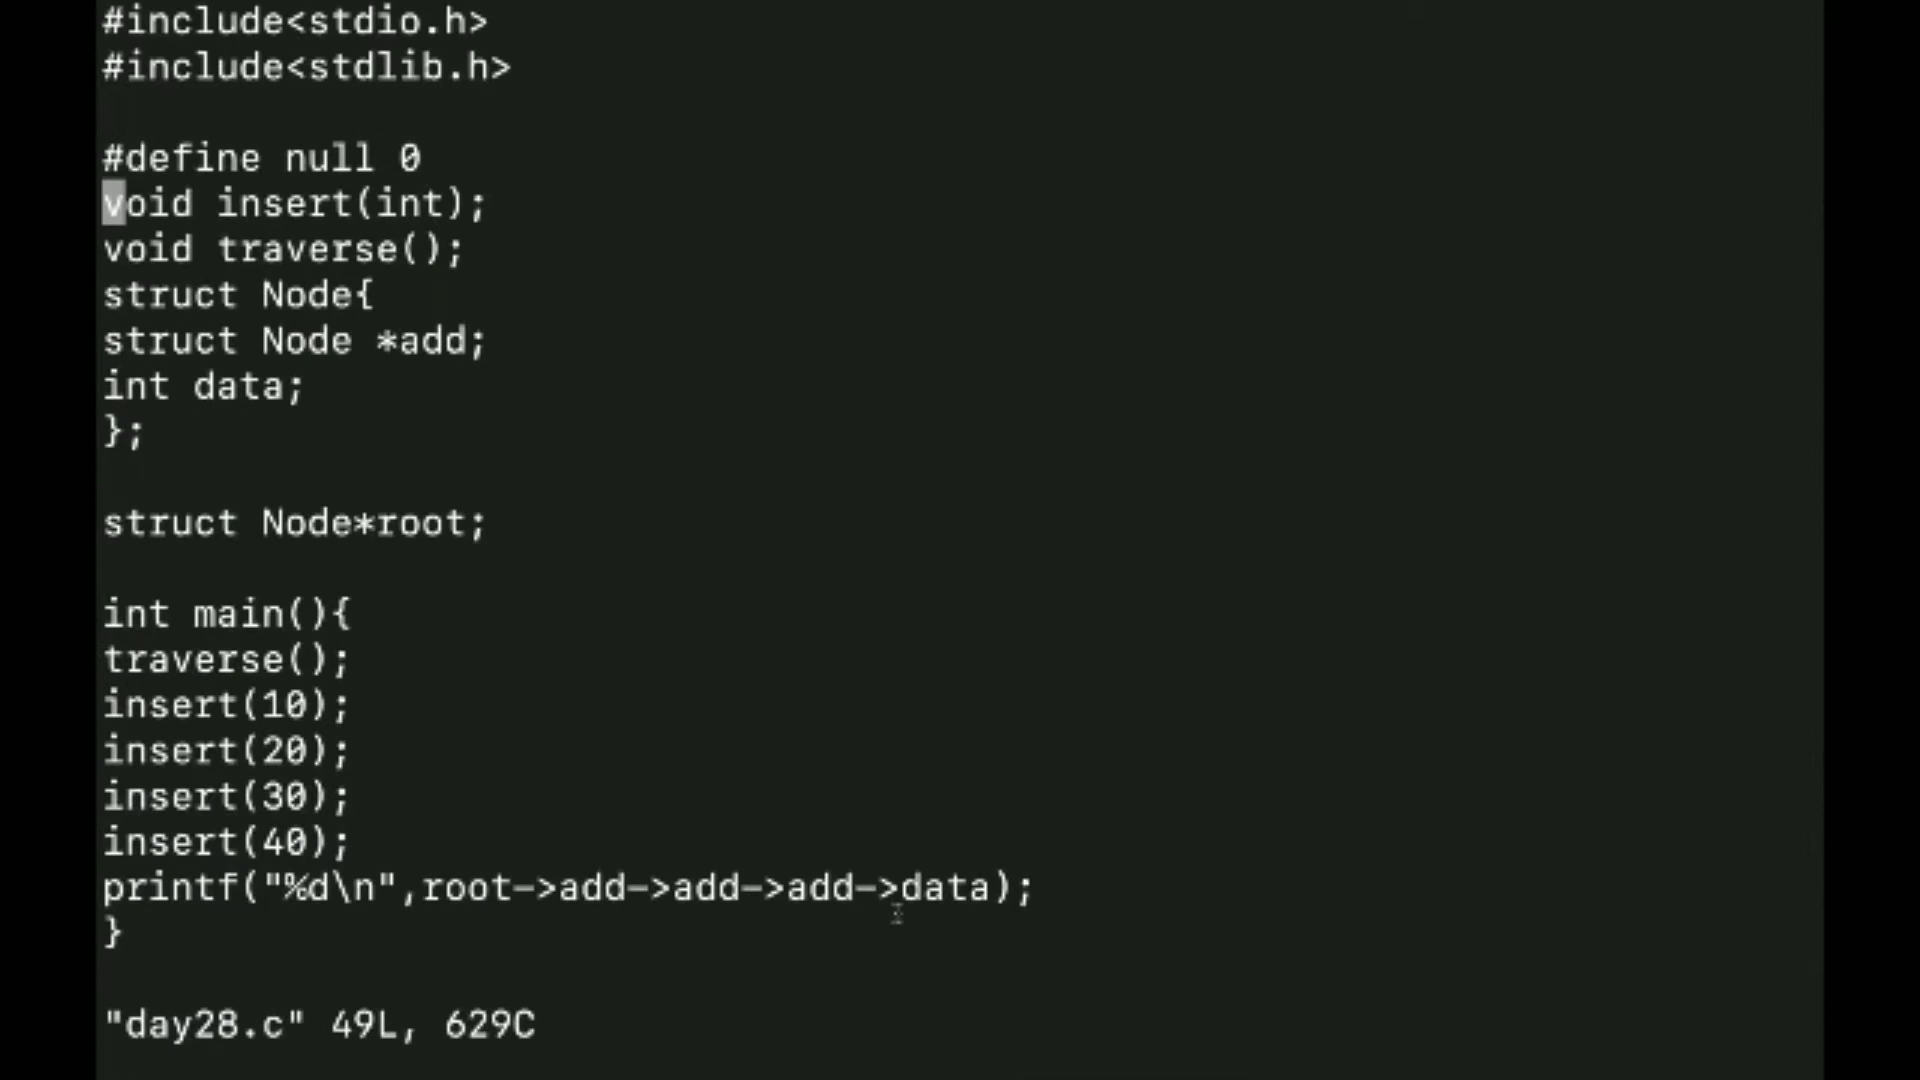 #include<stdio.h>
#include<stdlib.h>
#define null 0
void insert(int);
void traverse();
struct Node{
struct Node *add;
int data;
};
struct Node*root;
int main(){
traverse();
insert(10);
insert(20);
insert(30);
insert(40);
printf("%d\n",root->add->add->add->data);
}
"day28.c" 49L, 629C